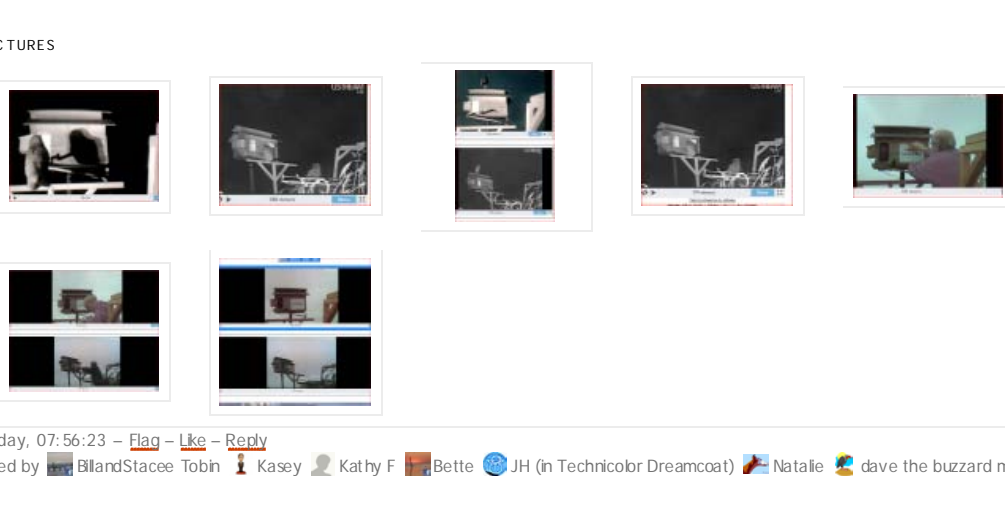 CTURES
day, 07:56:23 – Flag – Like – Reply
ed by BillandStacee Tobin Kasey Kathy F Bette JH (in Technicolor Dreamcoat) Natalie dave the buzzard